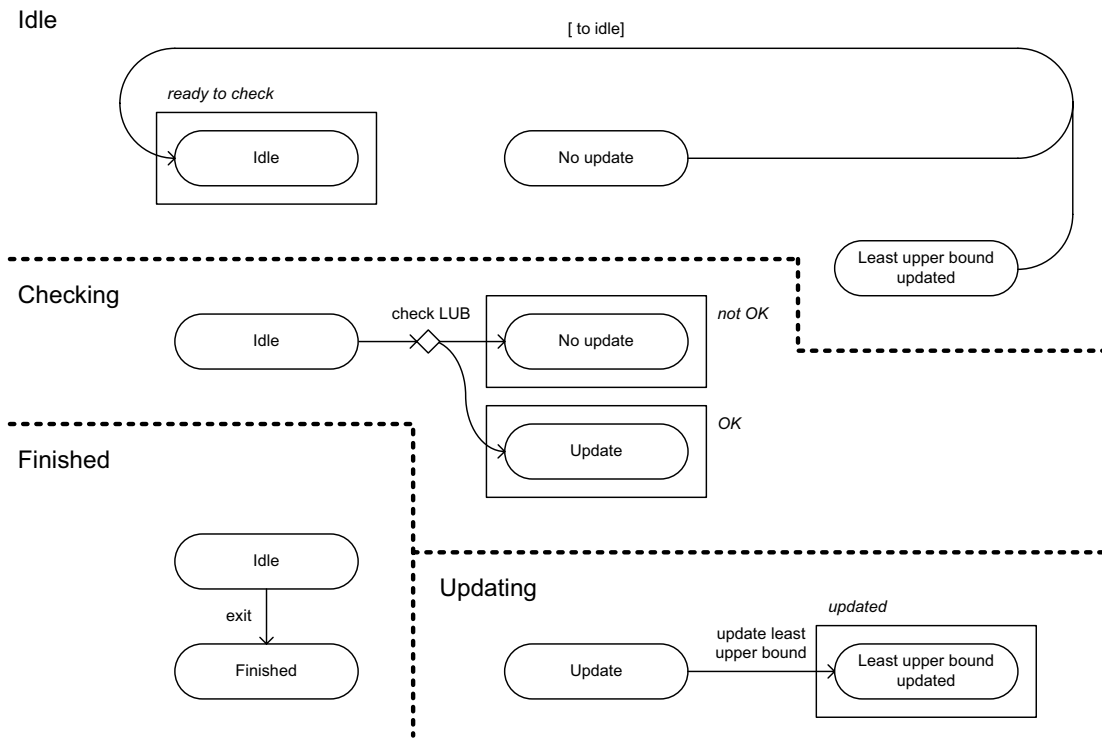 Idle
[ to idle]
ready to check
Idle
No update
Least upper bound
updated
Checking
check LUB
Idle
No update
not OK
Update
OK
Finished
Idle
exit
Finished
Updating
Update
update least
upper bound
updated
Least upper bound
updated